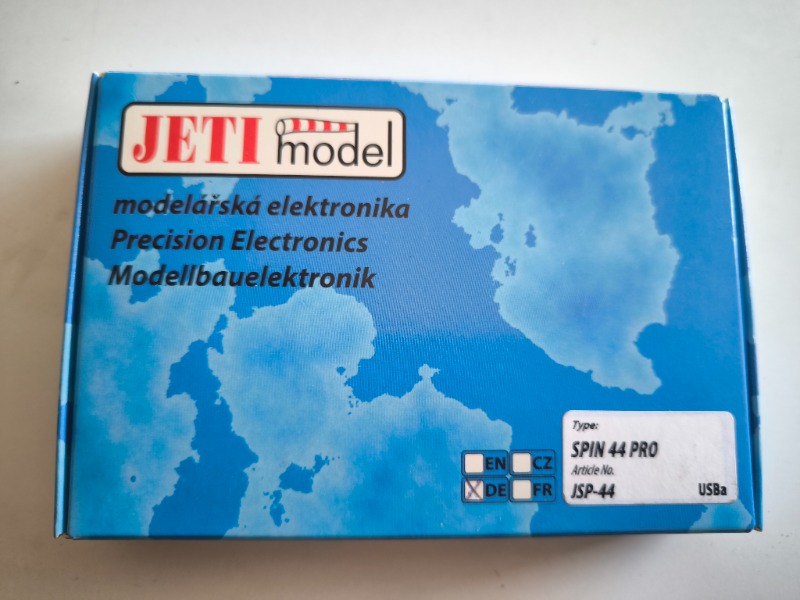 JETI model
modelářská elektronika
Precision Electronics
Modellbauelektronik
EN CZ
DE FR
Type:
SPIN 44 PRO
Article No.
JSP-44 USBa